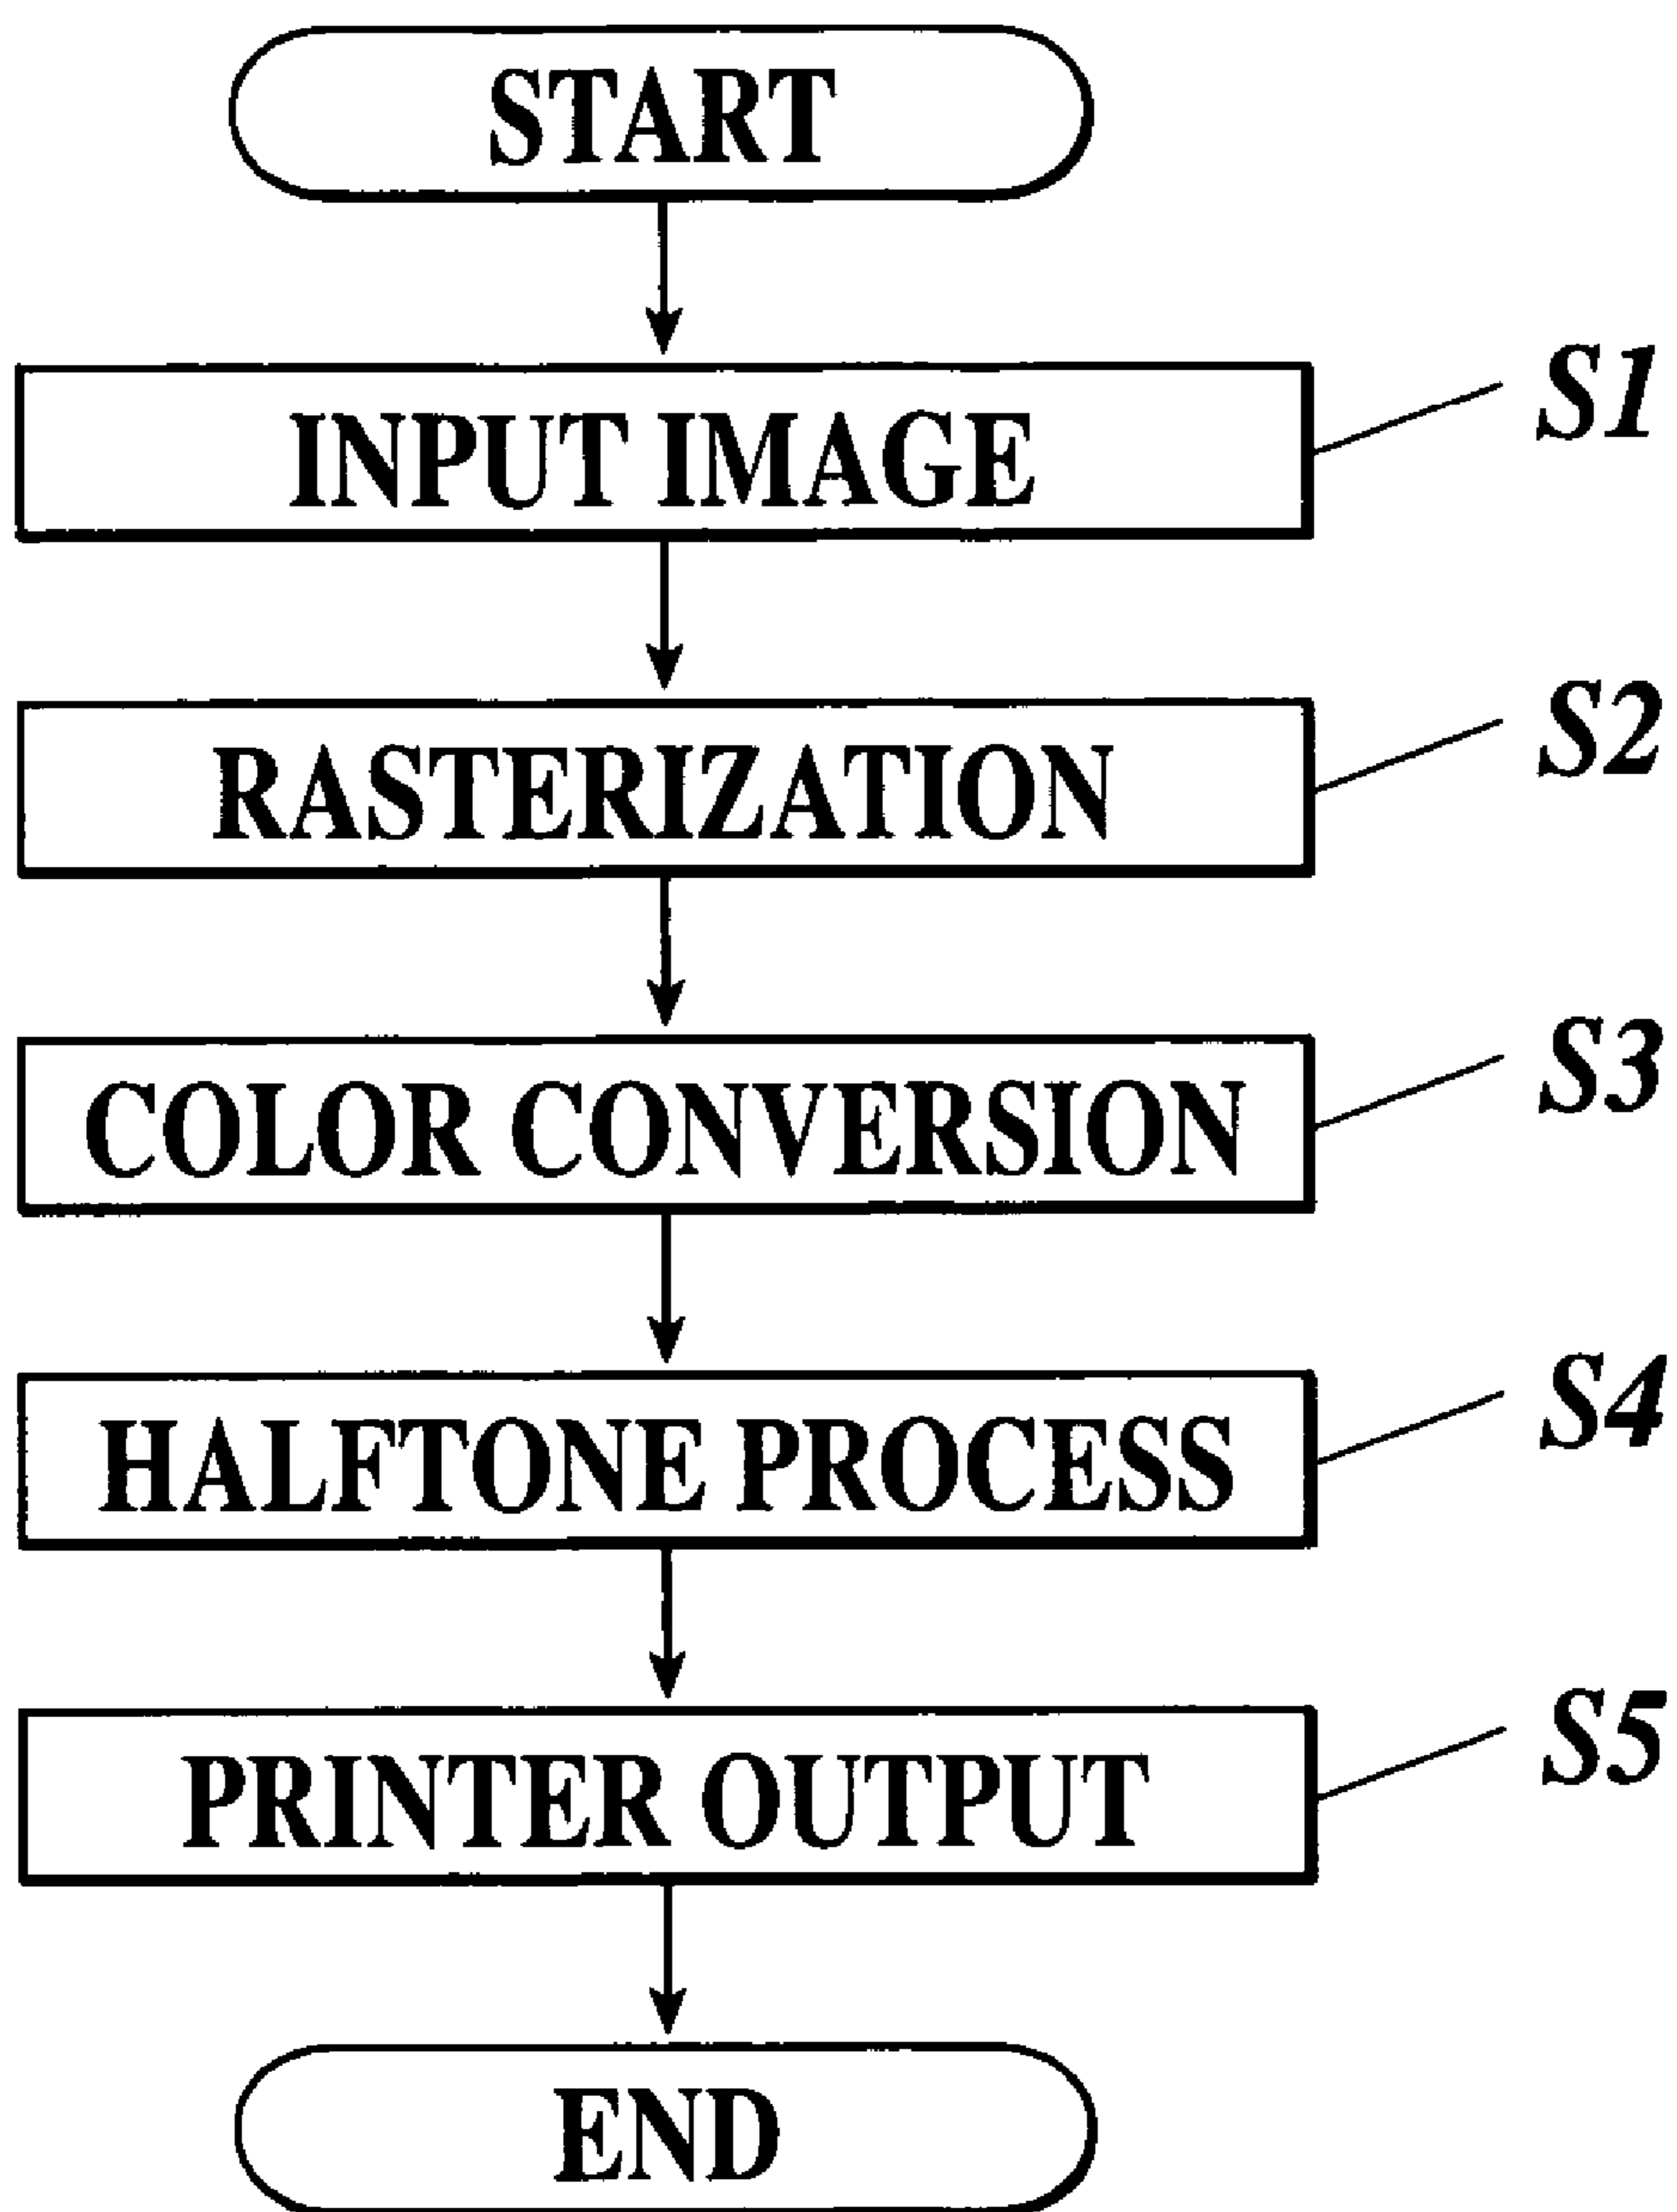 START
INPUT IMAGE
S1
RASTERIZATION
S2
COLOR CONVERSION
S3
HALFTONE PROCESS
S4
PRINTER OUTPUT
S5
END